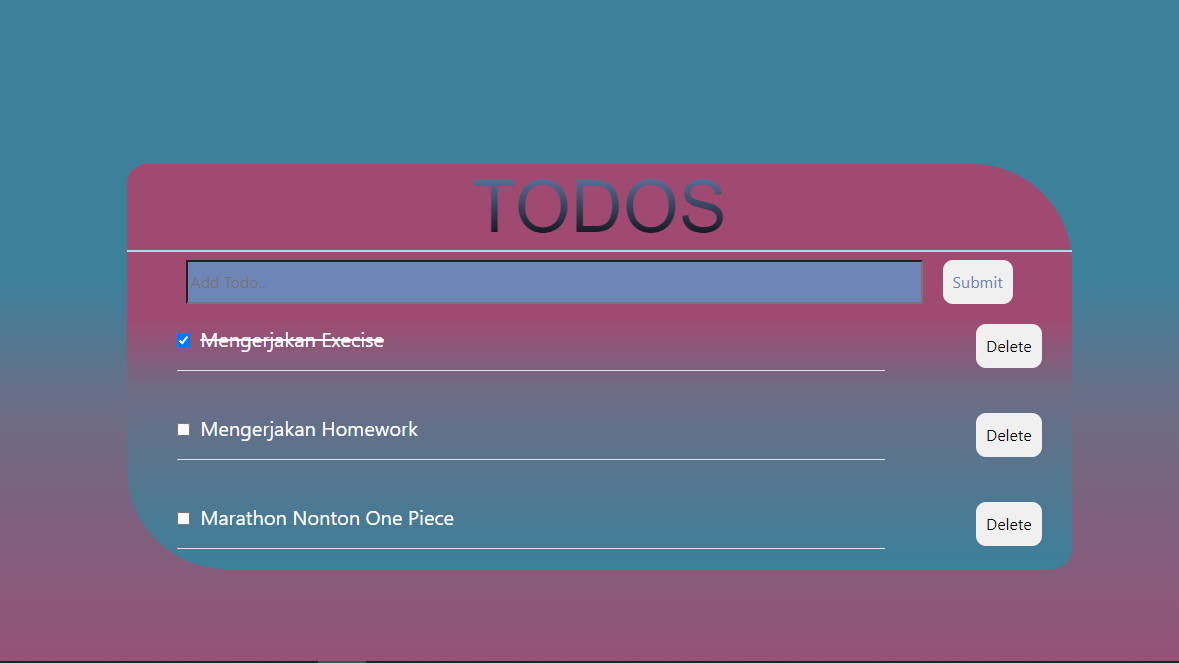 TODOS
Add Todo..
Submit
Mengerjakan Execise
Delete
Mengerjakan Homework
Delete
Marathon Nonton One Piece
Delete